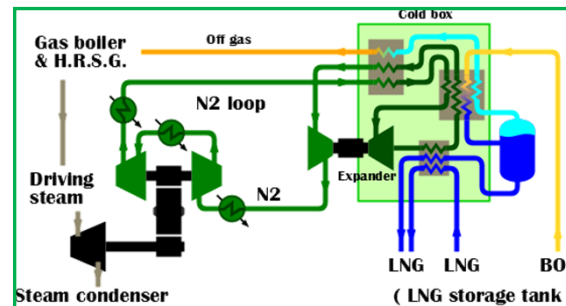 Cold box
Gas boiler
& H.R.S.G.
Off gas
N2 loop
Driving
steam
N2
Expander
LNG
LNG
BO
Steam condenser
( LNG storage tank